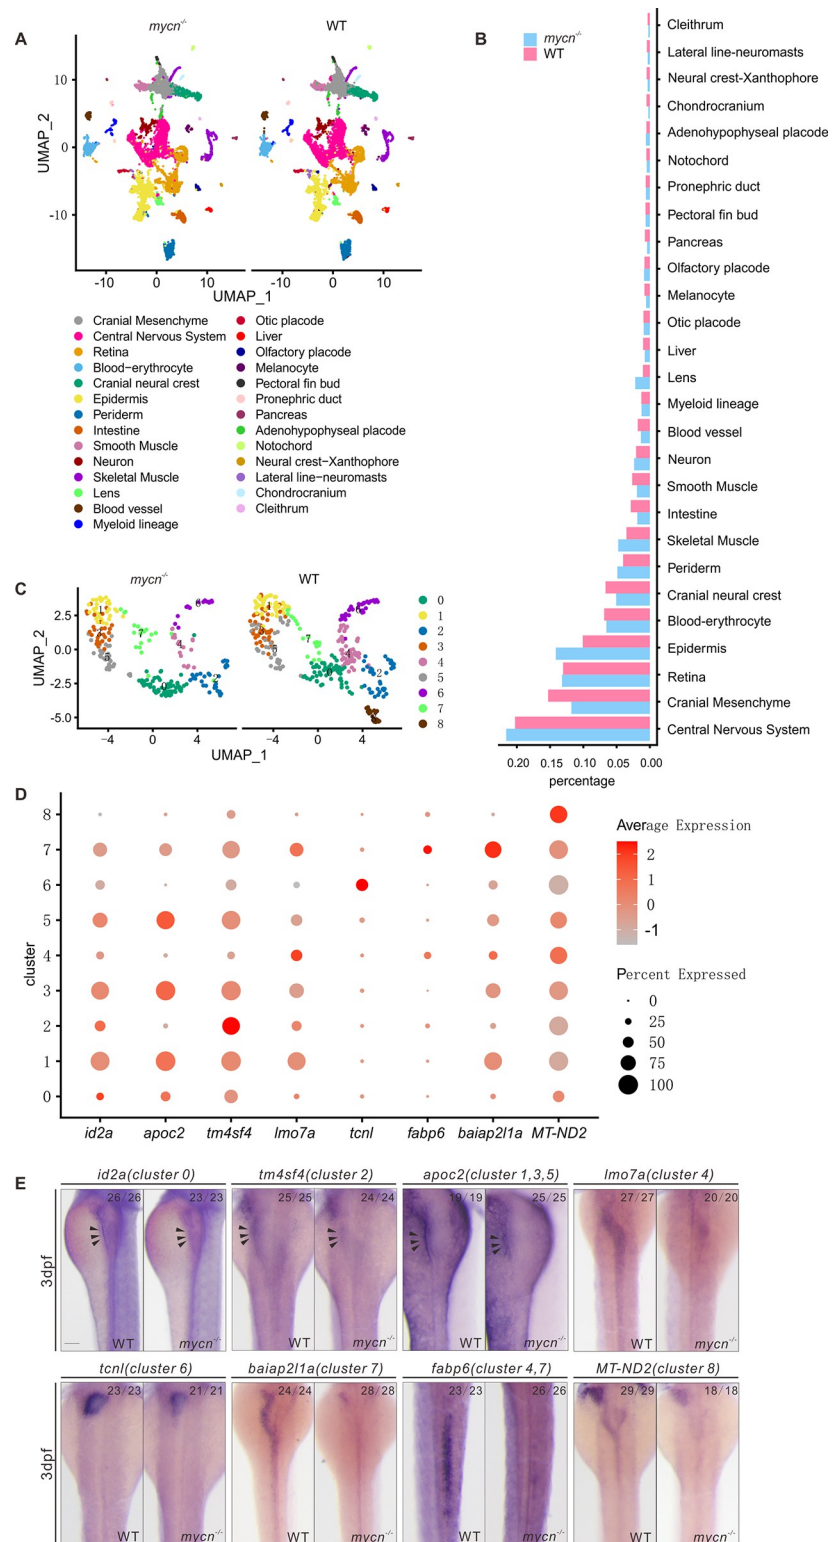 A
mycn-/-
WT
UMAP_2
10
0
-10
-10
0
10
-10
0
10
UMAP_1
Cranial Mesenchyme
Central Nervous System
Retina
Blood−erythrocyte
Cranial neural crest
Epidermis
Periderm
Intestine
Smooth Muscle
Neuron
Skeletal Muscle
Lens
Blood vessel
Myeloid lineage
Otic placode
Liver
Olfactory placode
Melanocyte
Pectoral fin bud
Pronephric duct
Pancreas
Adenohypophyseal placode
Notochord
Neural crest−Xanthophore
Lateral line−neuromasts
Chondrocranium
Cleithrum
B
mycn-/-
WT
Cleithrum
Lateral line-neuromasts
Neural crest-Xanthophore
Chondrocranium
Adenohypophyseal placode
Notochord
Pronephric duct
Pectoral fin bud
Pancreas
Olfactory placode
Melanocyte
Otic placode
Liver
Lens
Myeloid lineage
Blood vessel
Neuron
Smooth Muscle
Intestine
Skeletal Muscle
Periderm
Cranial neural crest
Blood-erythrocyte
Epidermis
Retina
Cranial Mesenchyme
Central Nervous System
0.20 0.15 0.10 0.05 0.00
percentage
C
mycn-/-
WT
UMAP_2
2.5
0.0
-2.5
-5.0
−4 0 4
−4 0 4
UMAP_1
0
1
2
3
4
5
6
7
8
D
cluster
8
7
6
5
4
3
2
1
0
id2a apoc2 tm4sf4 lmo7a tcnl fabp6 baiap2l1a MT-ND2
Average Expression
2
1
0
-1
Percent Expressed
0
25
50
75
100
E
id2a(cluster 0) tm4sf4(cluster 2) apoc2(cluster 1,3,5) lmo7a(cluster 4)
3dpf
26/26 23/23 25/25 24/24 19/19 25/25 27/27 20/20
WT mycn-/- WT mycn-/- WT mycn-/- WT mycn-/-
tcnl(cluster 6) baiap2l1a(cluster 7) fabp6(cluster 4,7) MT-ND2(cluster 8)
3dpf
23/23 21/21 24/24 28/28 23/23 26/26 29/29 18/18
WT mycn-/- WT mycn-/- WT mycn-/- WT mycn-/-